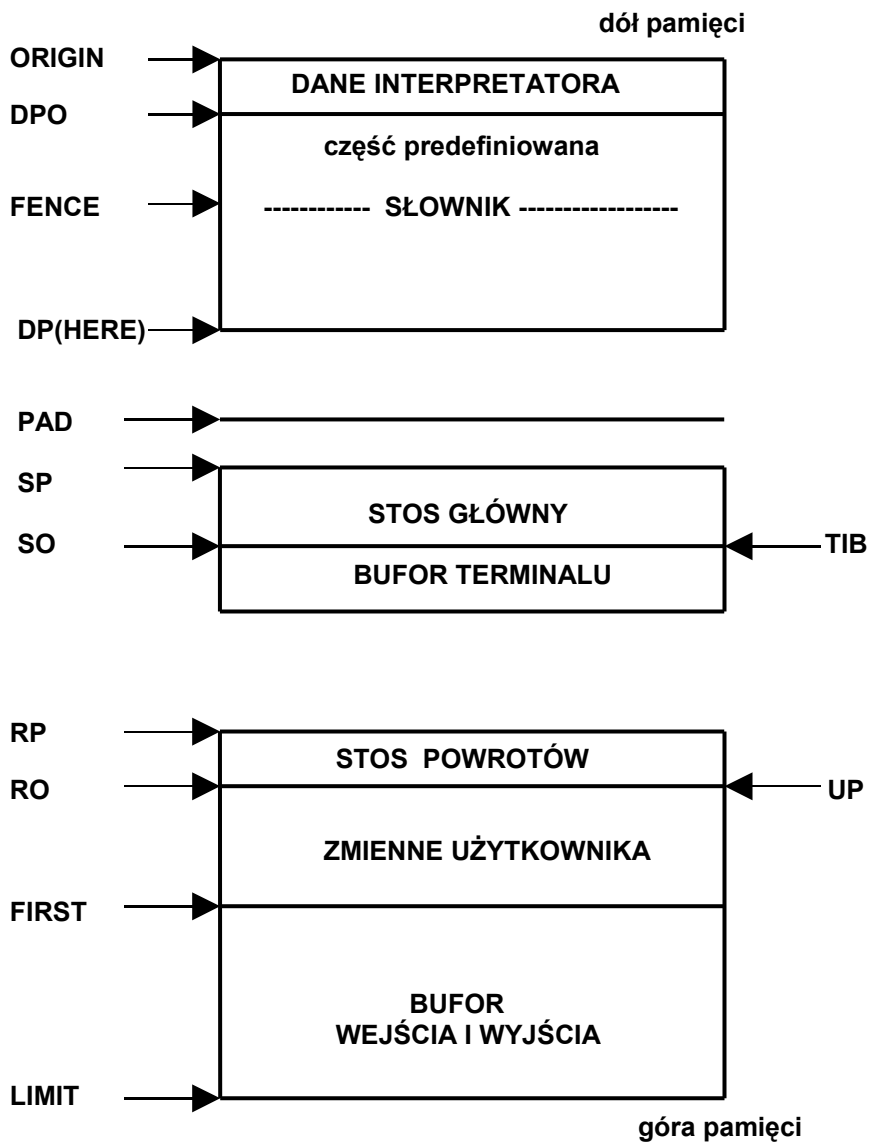 dół pamięci
ORIGIN
DANE INTERPRETATORA
DPO
część predefiniowana
FENCE
------------ SŁOWNIK ------------------
DP(HERE)
PAD
SP
STOS GŁÓWNY
SO
TIB
BUFOR TERMINALU
RP
STOS POWROTÓW
RO
UP
ZMIENNE UŻYTKOWNIKA
FIRST
BUFOR
WEJŚCIA I WYJŚCIA
LIMIT
góra pamięci